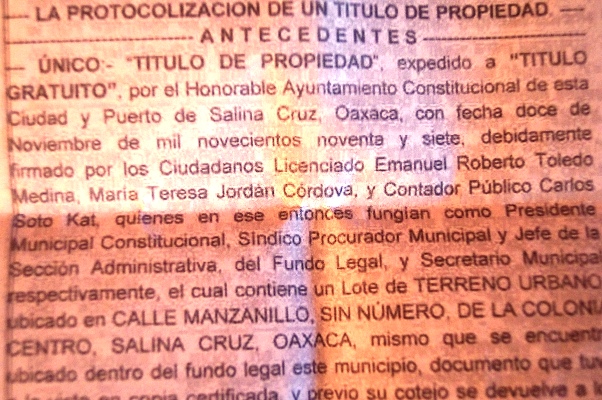 — LA PROTOCOLIZACION DE UN TITULO DE PROPIEDAD. —
--------------------- A N T E C E D E N T E S ---------------------
— ÚNICO:- "TITULO DE PROPIEDAD", expedido a "TITULO
GRATUITO", por el Honorable Ayuntamiento Constitucional de esta
Ciudad y Puerto de Salina Cruz, Oaxaca, con fecha doce de
Noviembre de mil novecientos noventa y siete, debidamente
firmado por los Ciudadanos Licenciado Emanuel Roberto Toledo
Medina, Maria Teresa Jordán Córdova, y Contador Público Carlos
Soto Kat, quienes en ese entonces fungían como Presidente
Municipal Constitucional, Síndico Procurador Municipal y Jefe de la
Sección Administrativa, del Fundo Legal, y Secretario Municipal
respectivamente, el cual contiene un Lote de TERRENO URBANO
ubicado en CALLE MANZANILLO, SIN NÚMERO, DE LA COLONI
CENTRO, SALINA CRUZ, OAXACA, mismo que se encuentr
ubicado dentro del fundo legal este municipio, documento que tuv
en copia certificada, y previo su cotejo se devuelve a l